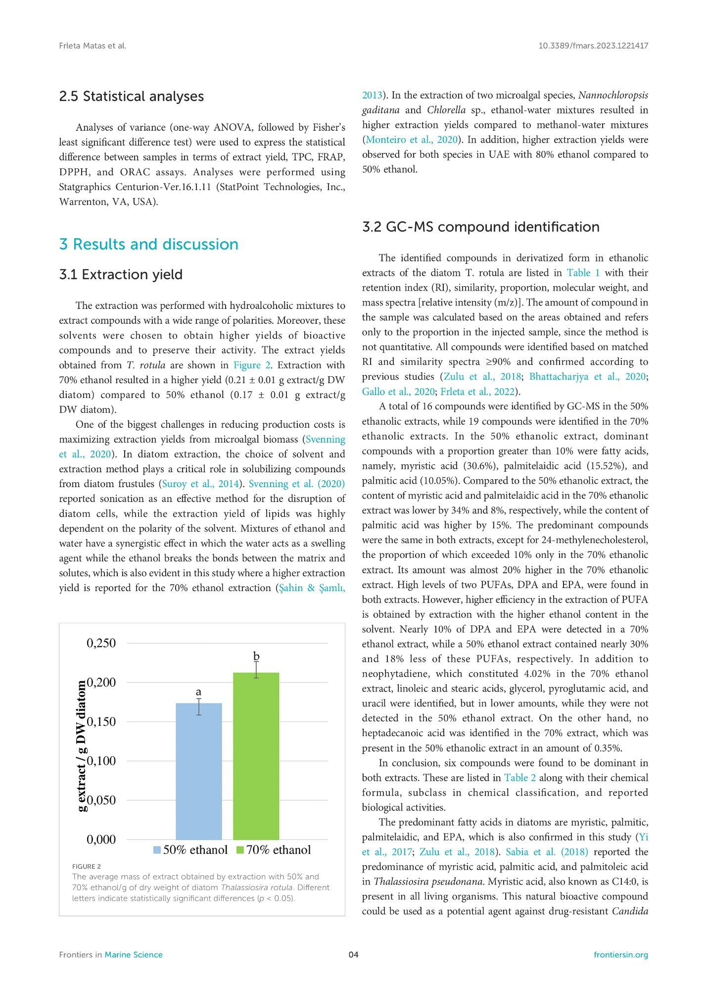 Frleta Matas et al.
10.3389/fmars.2023.1221417
2.5 Statistical analyses
Analyses of variance (one-way ANOVA, followed by Fisher's
least significant difference test) were used to express the statistical
difference between samples in terms of extract yield, TPC, FRAP,
DPPH, and ORAC assays. Analyses were performed using
Statgraphics Centurion-Ver.16.1.11 (StatPoint Technologies, Inc.,
Warrenton, VA, USA).
3 Results and discussion
3.1 Extraction yield
The extraction was performed with hydroalcoholic mixtures to
extract compounds with a wide range of polarities. Moreover, these
solvents were chosen to obtain higher yields of bioactive
compounds and to preserve their activity. The extract yields
obtained from T. rotula are shown in Figure 2. Extraction with
70% ethanol resulted in a higher yield (0.21 ± 0.01 g extract/g DW
diatom) compared to 50% ethanol (0.17 ± 0.01 g extract/g
DW diatom).
One of the biggest challenges in reducing production costs is
maximizing extraction yields from microalgal biomass (Svenning
et al., 2020). In diatom extraction, the choice of solvent and
extraction method plays a critical role in solubilizing compounds
from diatom frustules (Suroy et al., 2014). Svenning et al. (2020)
reported sonication as an effective method for the disruption of
diatom cells, while the extraction yield of lipids was highly
dependent on the polarity of the solvent. Mixtures of ethanol and
water have a synergistic effect in which the water acts as a swelling
agent while the ethanol breaks the bonds between the matrix and
solutes, which is also evident in this study where a higher extraction
yield is reported for the 70% ethanol extraction (Şahin & Şamlı,
0,250
0,200
0,150
0,100
0,050
0,000
g extract / g DW diatom
a
b
50% ethanol 70% ethanol
FIGURE 2
The average mass of extract obtained by extraction with 50% and
70% ethanol/g of dry weight of diatom Thalassiosira rotula. Different
letters indicate statistically significant differences (p < 0.05).
2013). In the extraction of two microalgal species, Nannochloropsis
gaditana and Chlorella sp., ethanol-water mixtures resulted in
higher extraction yields compared to methanol-water mixtures
(Monteiro et al., 2020). In addition, higher extraction yields were
observed for both species in UAE with 80% ethanol compared to
50% ethanol.
3.2 GC-MS compound identification
The identified compounds in derivatized form in ethanolic
extracts of the diatom T. rotula are listed in Table 1 with their
retention index (RI), similarity, proportion, molecular weight, and
mass spectra [relative intensity (m/z)]. The amount of compound in
the sample was calculated based on the areas obtained and refers
only to the proportion in the injected sample, since the method is
not quantitative. All compounds were identified based on matched
RI and similarity spectra ≥90% and confirmed according to
previous studies (Zulu et al., 2018; Bhattacharjya et al., 2020;
Gallo et al., 2020; Frleta et al., 2022).
A total of 16 compounds were identified by GC-MS in the 50%
ethanolic extracts, while 19 compounds were identified in the 70%
ethanolic extracts. In the 50% ethanolic extract, dominant
compounds with a proportion greater than 10% were fatty acids,
namely, myristic acid (30.6%), palmitelaidic acid (15.52%), and
palmitic acid (10.05%). Compared to the 50% ethanolic extract, the
content of myristic acid and palmitelaidic acid in the 70% ethanolic
extract was lower by 34% and 8%, respectively, while the content of
palmitic acid was higher by 15%. The predominant compounds
were the same in both extracts, except for 24-methylenecholesterol,
the proportion of which exceeded 10% only in the 70% ethanolic
extract. Its amount was almost 20% higher in the 70% ethanolic
extract. High levels of two PUFAs, DPA and EPA, were found in
both extracts. However, higher efficiency in the extraction of PUFA
is obtained by extraction with the higher ethanol content in the
solvent. Nearly 10% of DPA and EPA were detected in a 70%
ethanol extract, while a 50% ethanol extract contained nearly 30%
and 18% less of these PUFAs, respectively. In addition to
neophytadiene, which constituted 4.02% in the 70% ethanol
extract, linoleic and stearic acids, glycerol, pyroglutamic acid, and
uracil were identified, but in lower amounts, while they were not
detected in the 50% ethanol extract. On the other hand, no
heptadecanoic acid was identified in the 70% extract, which was
present in the 50% ethanolic extract in an amount of 0.35%.
In conclusion, six compounds were found to be dominant in
both extracts. These are listed in Table 2 along with their chemical
formula, subclass in chemical classification, and reported
biological activities.
The predominant fatty acids in diatoms are myristic, palmitic,
palmitelaidic, and EPA, which is also confirmed in this study (Yi
et al., 2017; Zulu et al., 2018). Sabia et al. (2018) reported the
predominance of myristic acid, palmitic acid, and palmitoleic acid
in Thalassiosira pseudonana. Myristic acid, also known as C14:0, is
present in all living organisms. This natural bioactive compound
could be used as a potential agent against drug-resistant Candida
Frontiers in Marine Science
04
frontiersin.org